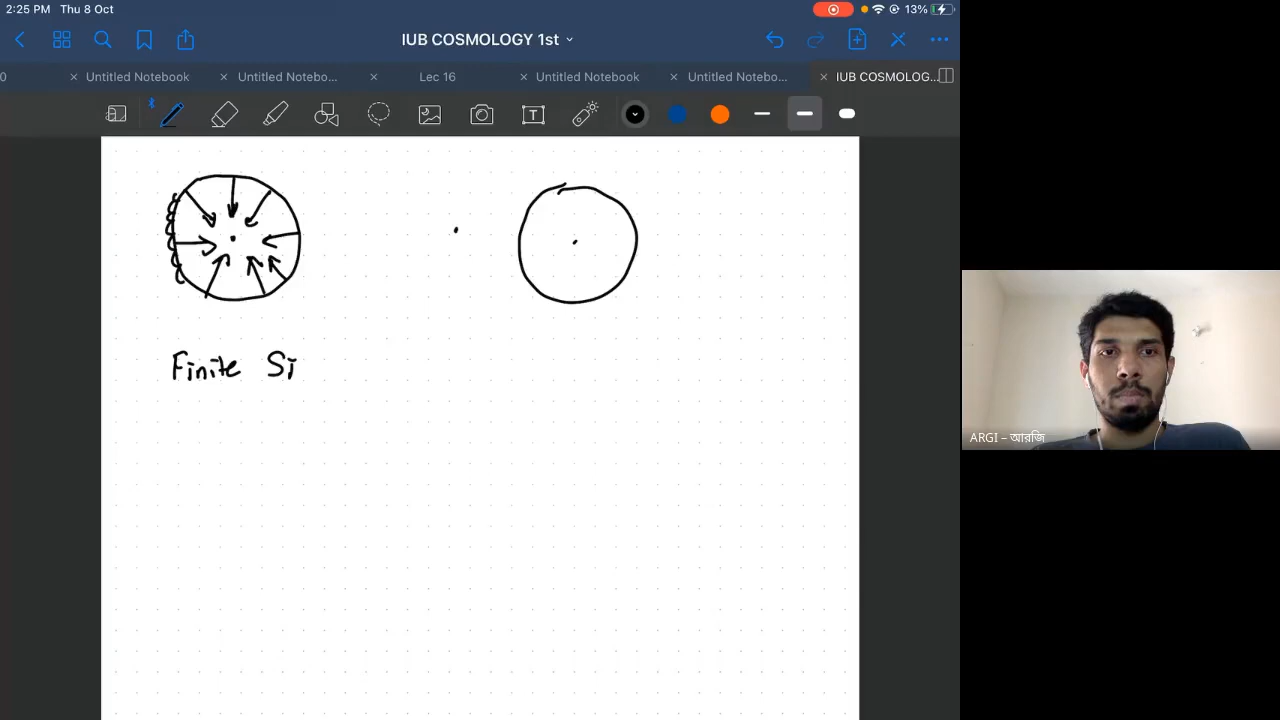 2:25 PM Thu 8 Oct 13%
IUB COSMOLOGY 1st
0 Untitled Notebook Untitled Notebo... Lec 16 Untitled Notebook Untitled Notebo... IUB COSMOLOG...
T
Finite Si
ARGI – আরজি